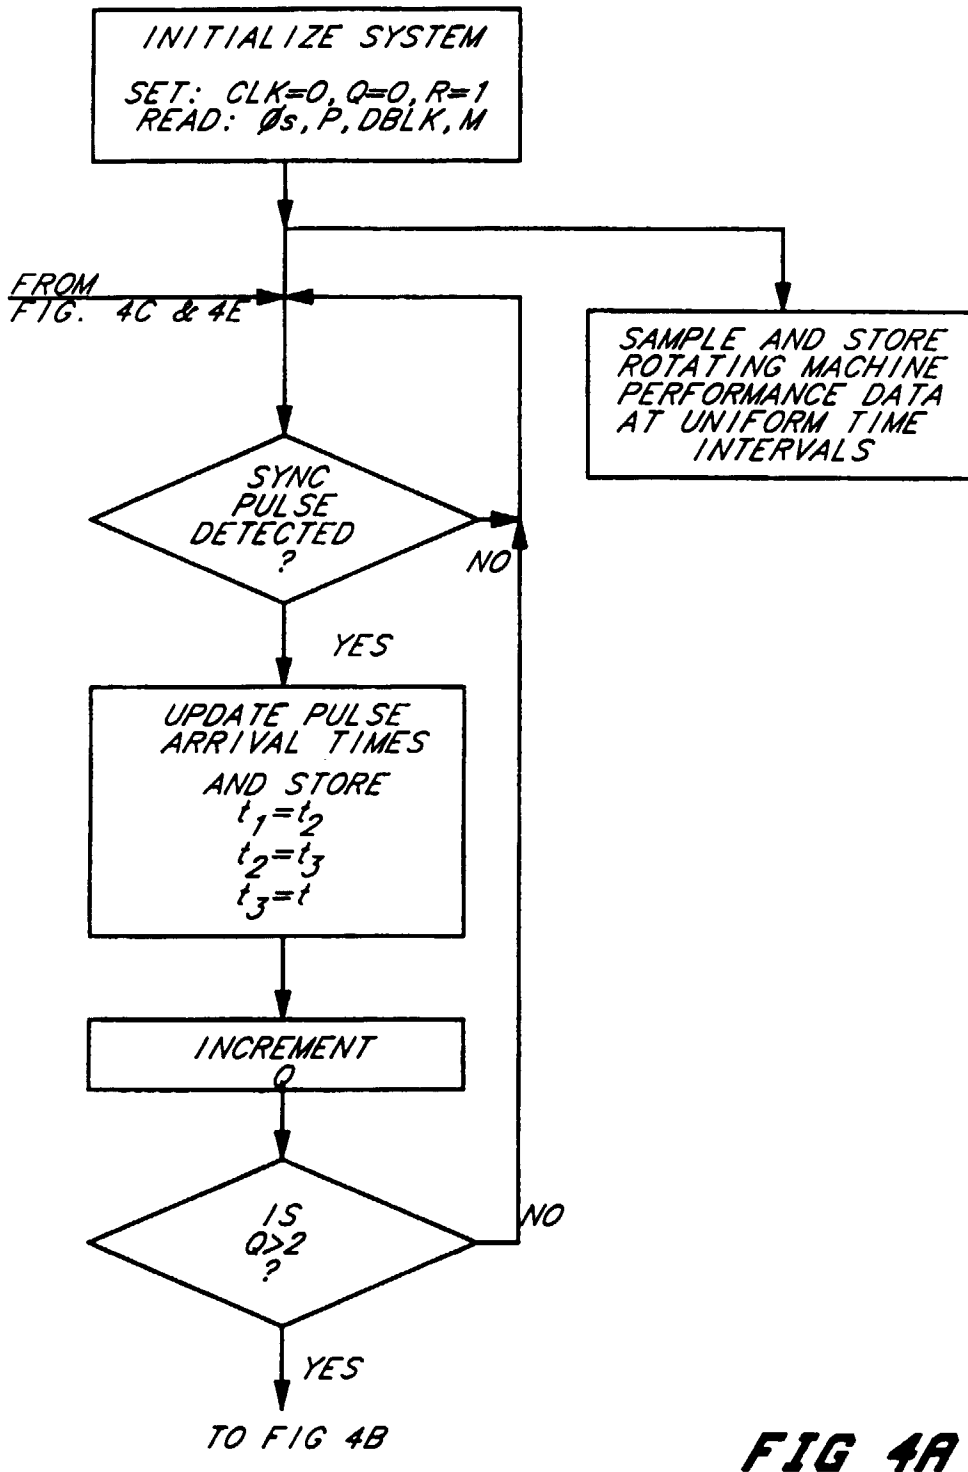 INITIALIZE SYSTEM
SET: CLK=0, Q=0, R=1
READ: Øs, P, DBLK, M
FROM
FIG. 4C & 4E
SAMPLE AND STORE
ROTATING MACHINE
PERFORMANCE DATA
AT UNIFORM TIME
INTERVALS
SYNC
PULSE
DETECTED
?
NO
YES
UPDATE PULSE
ARRIVAL TIMES
AND STORE
t1=t2
t2=t3
t3=t
INCREMENT
Q
IS
Q>2
?
NO
YES
TO FIG 4B
FIG 4A